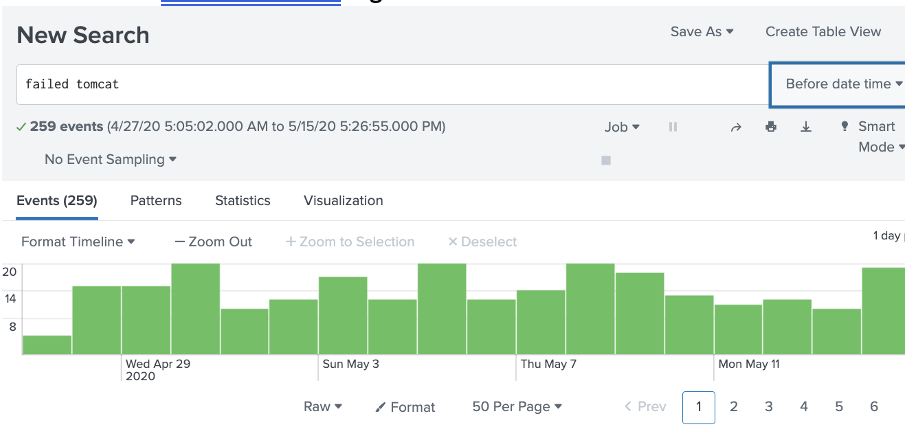 New Search
Save As
Create Table View
failed tomcat
Before date time
259 events (4/27/20 5:05:02.000 AM to 5/15/20 5:26:55.000 PM)
Job
Smart
Mode
No Event Sampling
Events (259)
Patterns
Statistics
Visualization
Format Timeline
— Zoom Out
+ Zoom to Selection
× Deselect
1 day
20
14
8
Wed Apr 29
2020
Sun May 3
Thu May 7
Mon May 11
Raw
Format
50 Per Page
< Prev
1
2
3
4
5
6